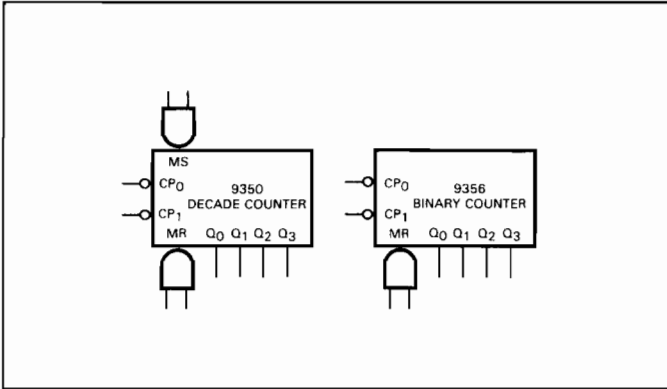 MS
CP0
9350
DECADE COUNTER
CP1
MR Q0 Q1 Q2 Q3
CP0
9356
BINARY COUNTER
CP1
MR Q0 Q1 Q2 Q3